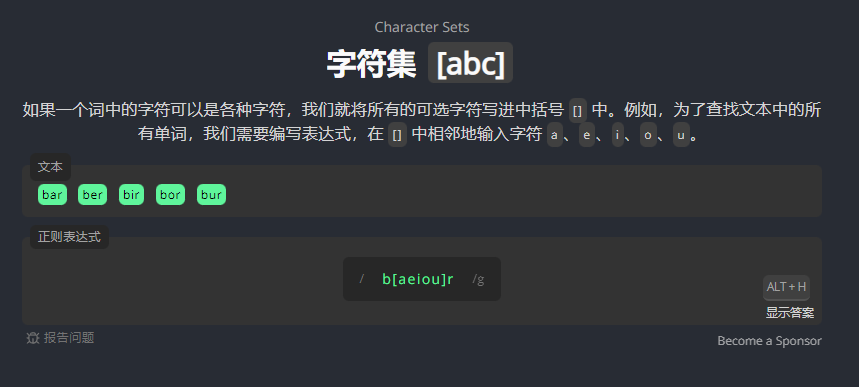 Character Sets
字符集 [abc]
如果一个词中的字符可以是各种字符，我们就将所有的可选字符写进中括号 [] 中。例如，为了查找文本中的所
有单词，我们需要编写表达式，在 [] 中相邻地输入字符 a、e、i、o、u。
文本
bar ber bir bor bur
正则表达式
/ b[aeiou]r /g
ALT + H
显示答案
报告问题
Become a Sponsor